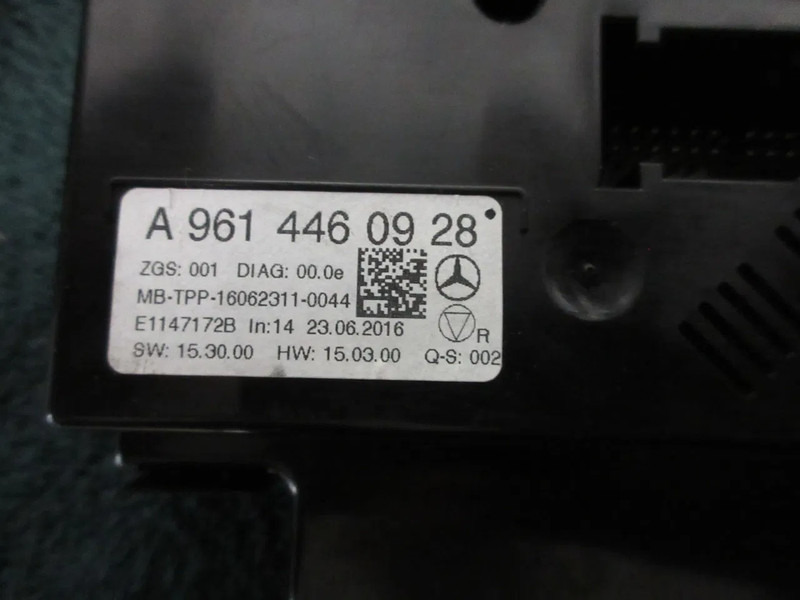 A 961 446 09 28
ZGS: 001 DIAG: 00.0e
MB-TPP-16062311-0044
E1147172B In:14 23.06.2016
R
SW: 15.30.00 HW: 15.03.00 Q-S: 002